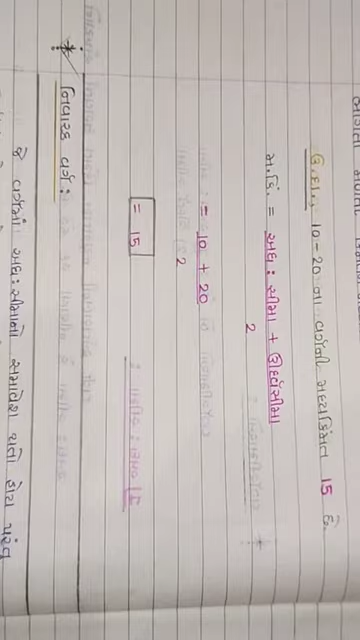 ઉ.દા., 10 - 20 ના વર્ગની મધ્યકિંમત 15 છે.
મ.કિં. = અધ: સીમા + ઊર્ધ્વસીમા
2
= 10 + 20
2
= 15
* નિવારક વર્ગ :
જે વર્ગમાં અધ: સીમાનો સમાવેશ થતો હોય પરંતુ